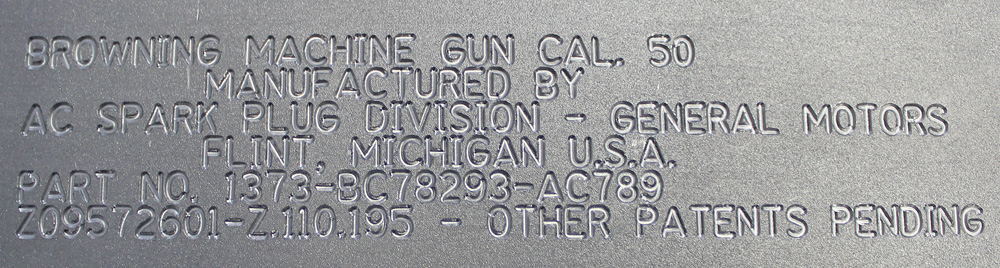 BROWNING MACHINE GUN CAL. 50
MANUFACTURED BY
AC SPARK PLUG DIVISION - GENERAL MOTORS
FLINT, MICHIGAN U.S.A.
PART NO. 1373-BC78293-AC789
Z09572601-Z.110.195 - OTHER PATENTS PENDING